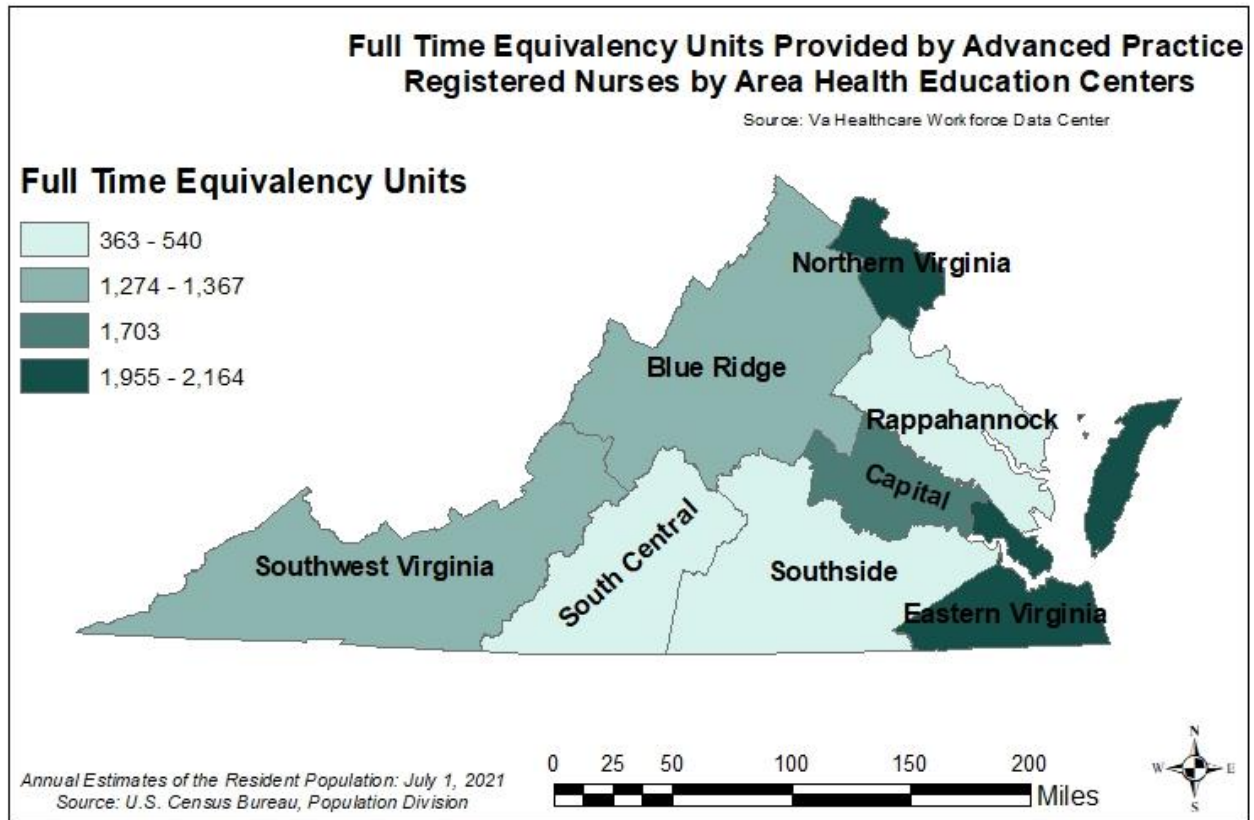 Full Time Equivalency Units Provided by Advanced Practice
Registered Nurses by Area Health Education Centers
Source: Va Healthcare Workforce Data Center
Full Time Equivalency Units
363 - 540
1,274 - 1,367
1,703
1,955 - 2,164
Northern Virginia
Blue Ridge
Rappahannock
Capital
South Central
Southwest Virginia
Southside
Eastern Virginia
Annual Estimates of the Resident Population: July 1, 2021
Source: U.S. Census Bureau, Population Division
0 25 50 100 150 200
Miles
N
W E
S